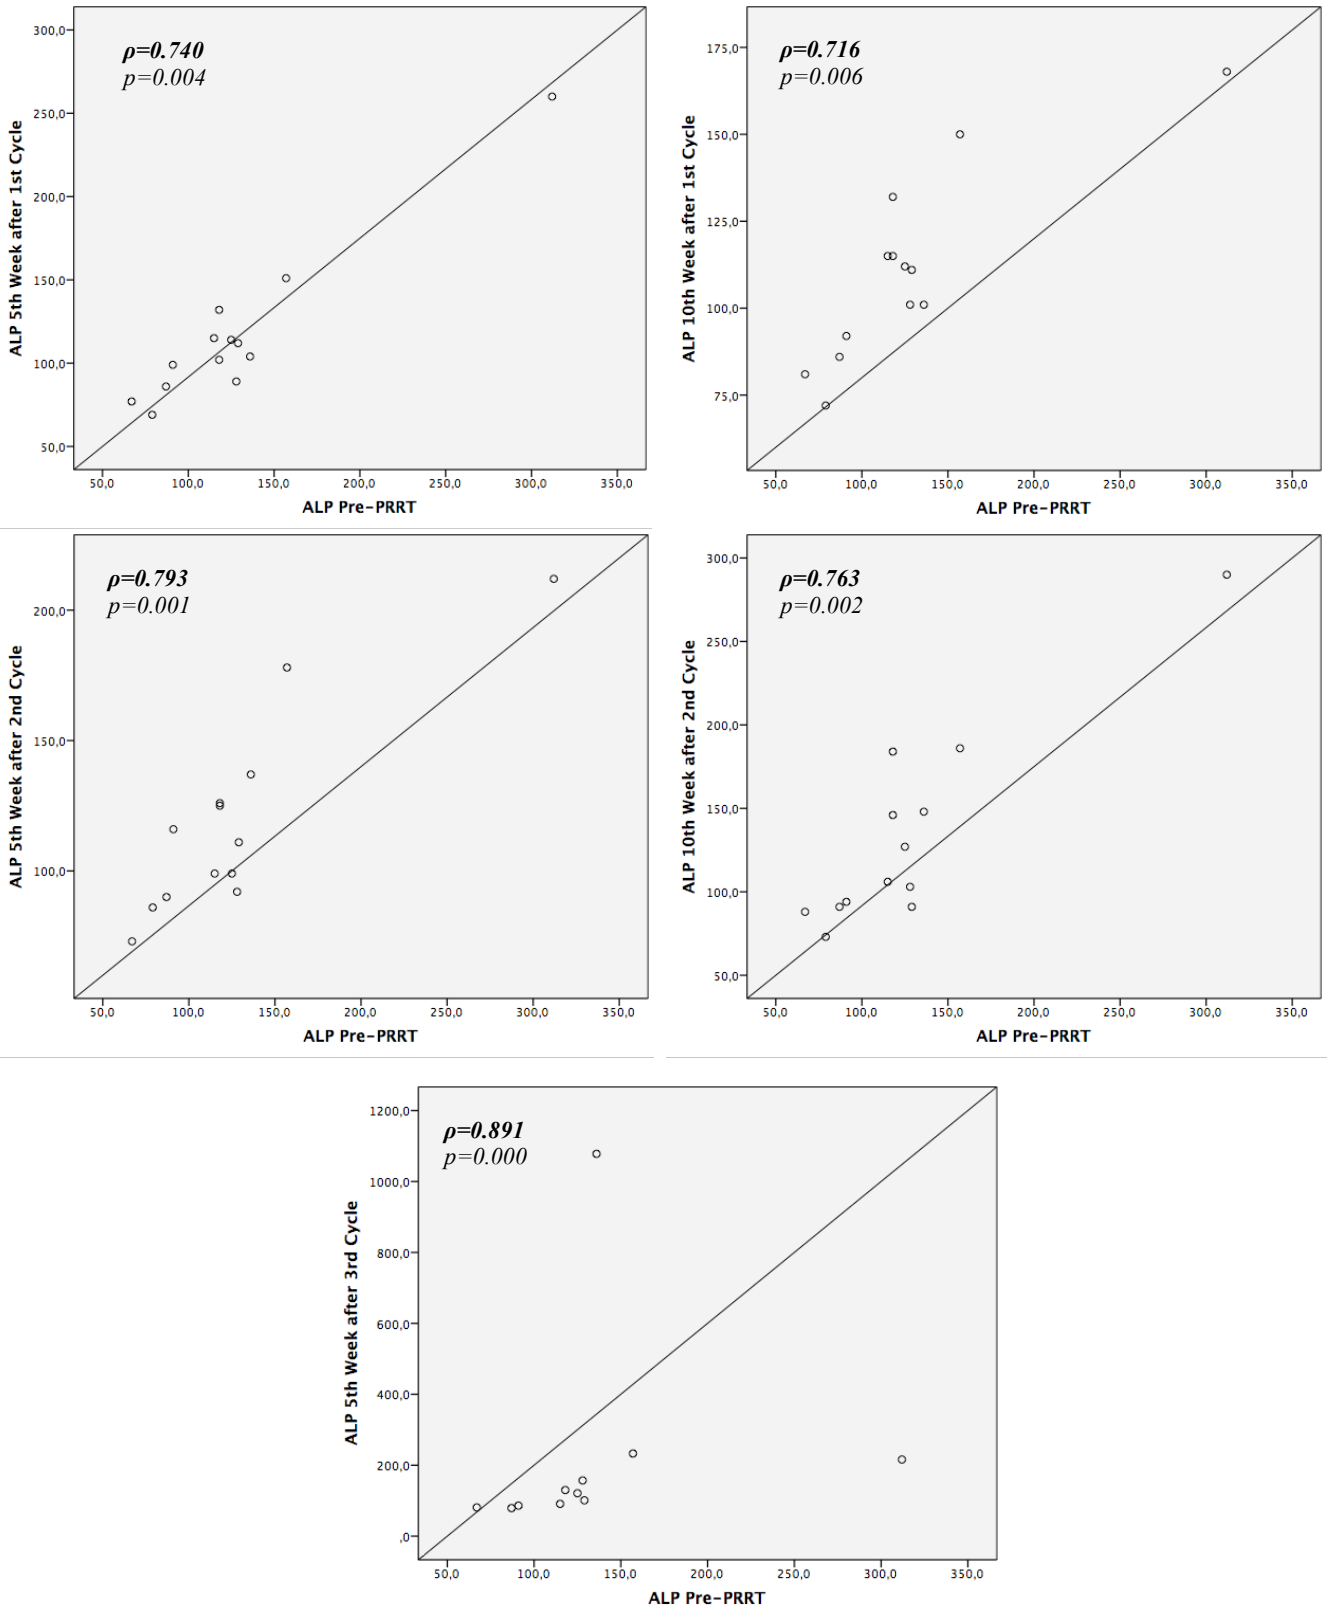 ρ=0.740
p=0.004
300,0
250,0
200,0
150,0
100,0
50,0
ALP 5th Week after 1st Cycle
50,0 100,0 150,0 200,0 250,0 300,0 350,0
ALP Pre-PRRT
ρ=0.716
p=0.006
175,0
150,0
125,0
100,0
75,0
ALP 10th Week after 1st Cycle
50,0 100,0 150,0 200,0 250,0 300,0 350,0
ALP Pre-PRRT
ρ=0.793
p=0.001
200,0
150,0
100,0
ALP 5th Week after 2nd Cycle
50,0 100,0 150,0 200,0 250,0 300,0 350,0
ALP Pre-PRRT
ρ=0.763
p=0.002
300,0
250,0
200,0
150,0
100,0
50,0
ALP 10th Week after 2nd Cycle
50,0 100,0 150,0 200,0 250,0 300,0 350,0
ALP Pre-PRRT
ρ=0.891
p=0.000
1200,0
1000,0
800,0
600,0
400,0
200,0
,0
ALP 5th Week after 3rd Cycle
50,0 100,0 150,0 200,0 250,0 300,0 350,0
ALP Pre-PRRT